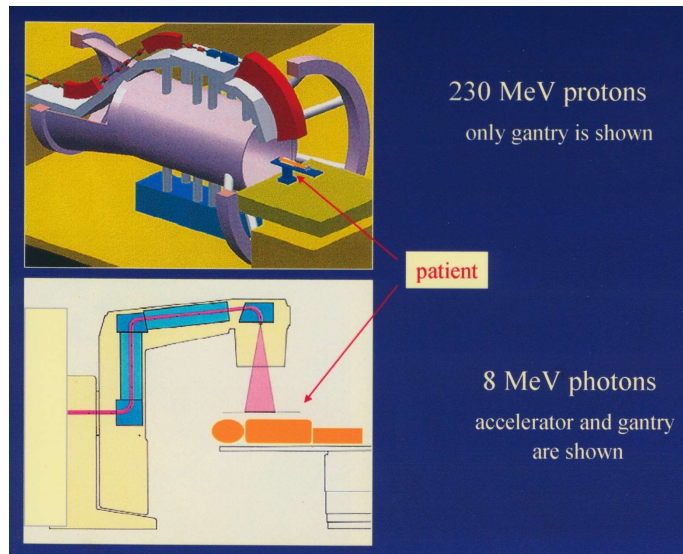 230 MeV protons
only gantry is shown
patient
8 MeV photons
accelerator and gantry
are shown